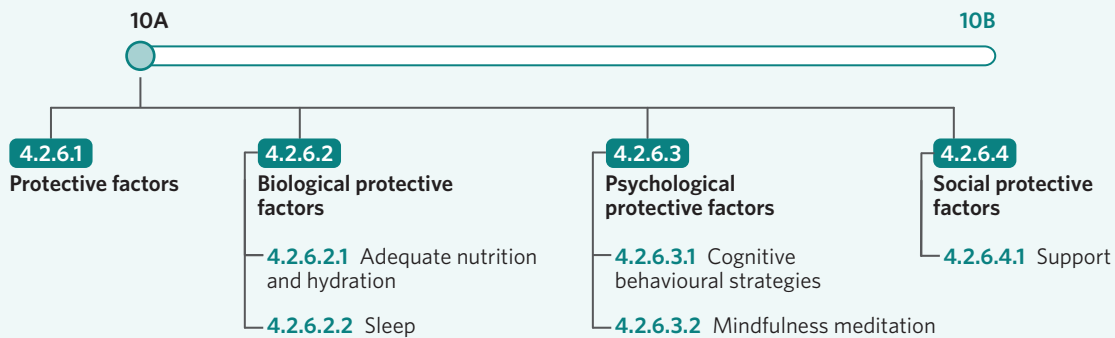 10A
10B
4.2.6.1
Protective factors
4.2.6.2
Biological protective
factors
4.2.6.2.1 Adequate nutrition
and hydration
4.2.6.2.2 Sleep
4.2.6.3
Psychological
protective factors
4.2.6.3.1 Cognitive
behavioural strategies
4.2.6.3.2 Mindfulness meditation
4.2.6.4
Social protective
factors
4.2.6.4.1 Support